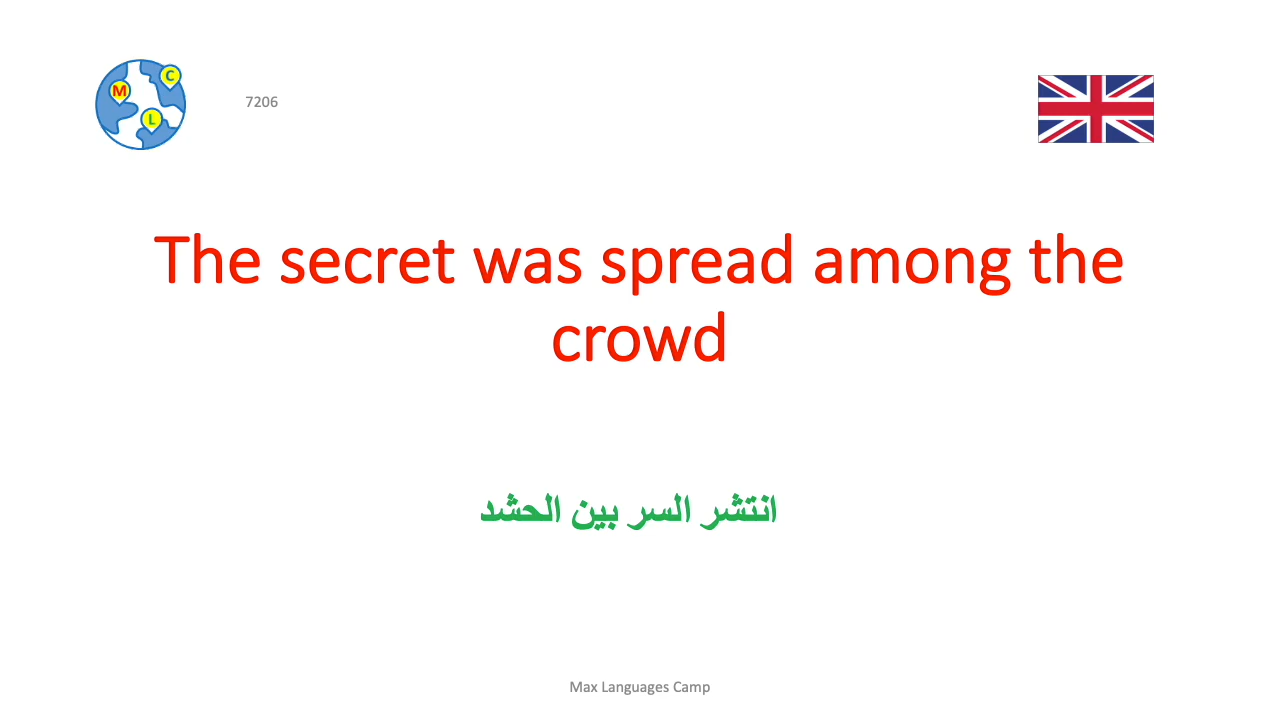 M
C
L
7206
The secret was spread among the
crowd
انتشر السر بين الحشد
Max Languages Camp